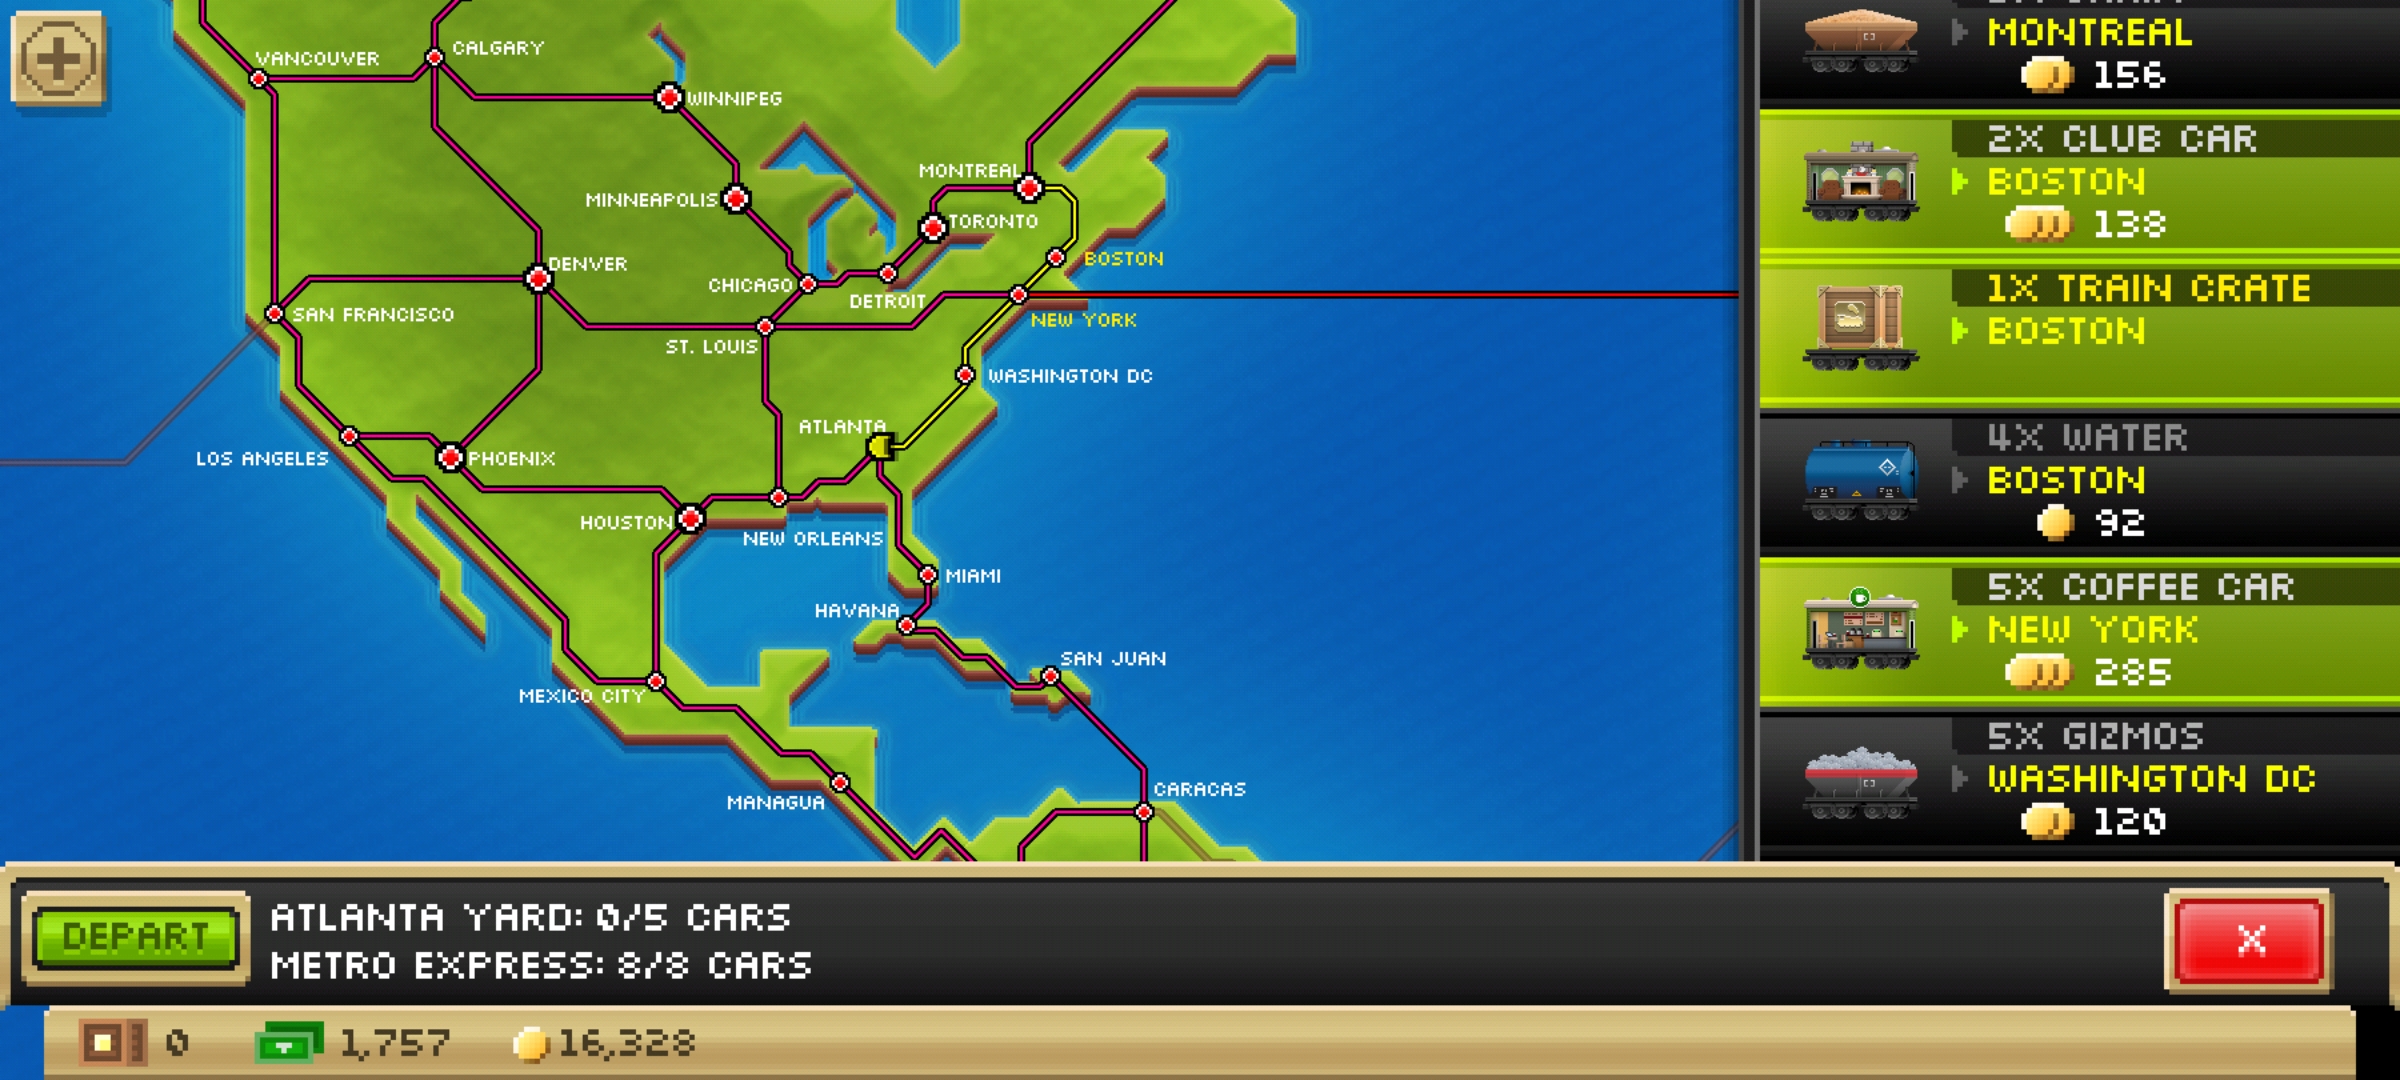 VANCOUVER
CALGARY
WINNIPEG
MINNEAPOLIS
MONTREAL
TORONTO
DENVER
BOSTON
CHICAGO
DETROIT
SAN FRANCISCO
NEW YORK
ST. LOUIS
WASHINGTON DC
ATLANTA
LOS ANGELES
PHOENIX
HOUSTON
NEW ORLEANS
MIAMI
HAVANA
SAN JUAN
MEXICO CITY
MANAGUA
CARACAS
MONTREAL
156
2X CLUB CAR
BOSTON
138
1X TRAIN CRATE
BOSTON
4X WATER
BOSTON
92
5X COFFEE CAR
NEW YORK
285
5X GIZMOS
WASHINGTON DC
120
DEPART
ATLANTA YARD: 0/5 CARS
METRO EXPRESS: 8/8 CARS
X
0 1,757 16,328